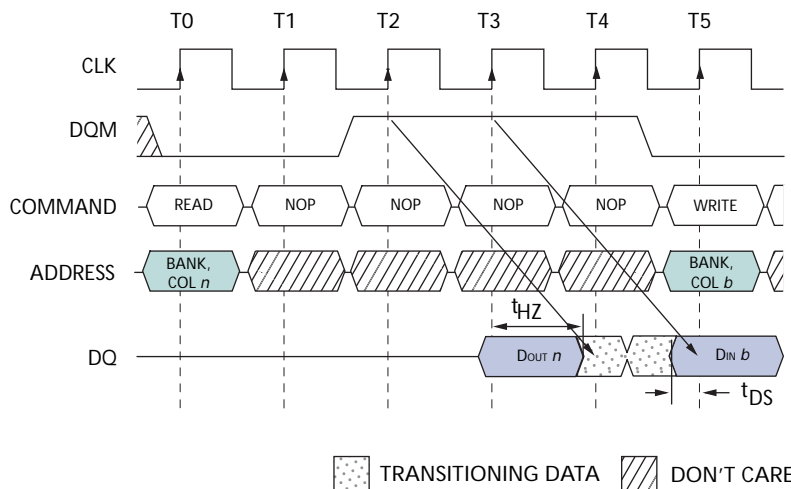 T0 T1 T2 T3 T4 T5
CLK
DQM
COMMAND READ NOP NOP NOP NOP WRITE
ADDRESS BANK, COL n BANK, COL b
tHZ
DQ DOUT n DIN b
tDS
TRANSITIONING DATA DON'T CARE